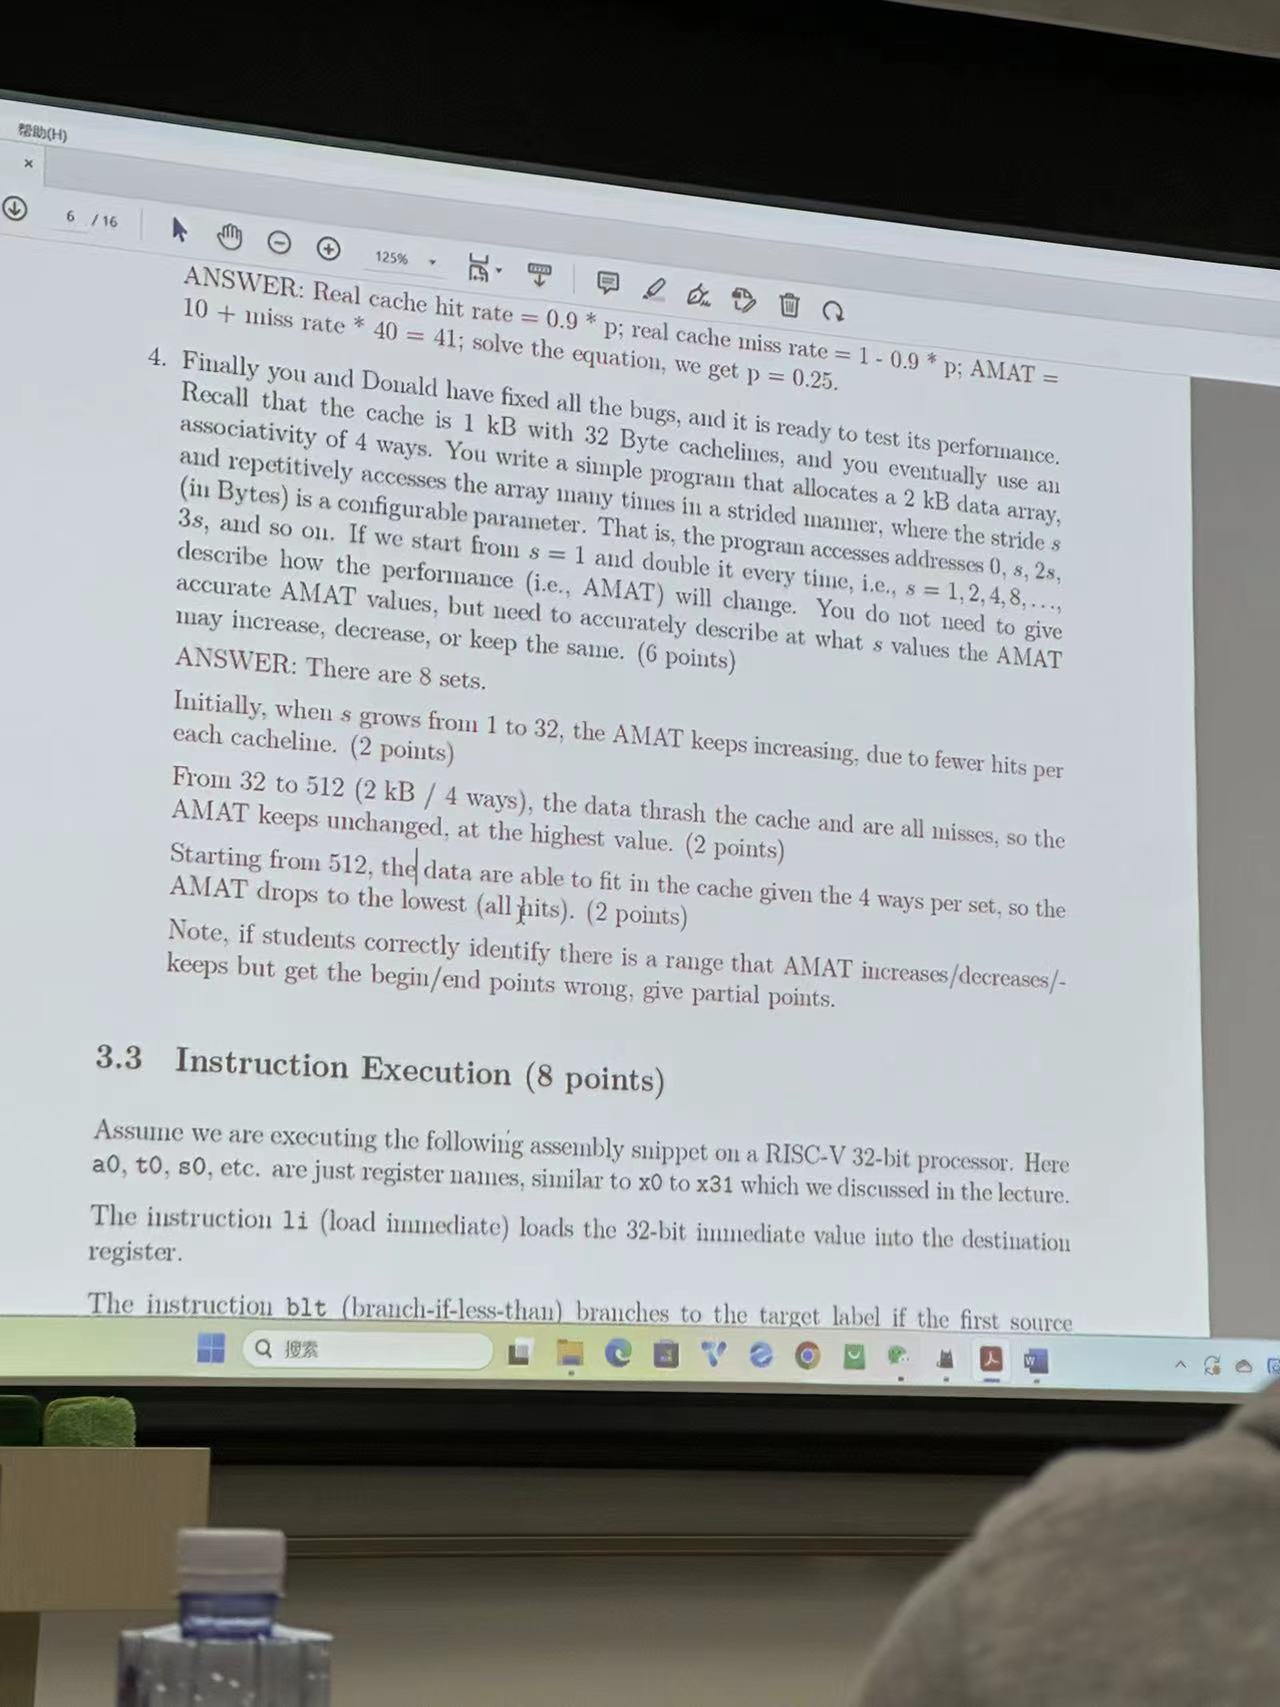 帮助(H)
×
6 / 16
125%
ANSWER: Real cache hit rate = 0.9 * p; real cache miss rate = 1 - 0.9 * p; AMAT =
10 + miss rate * 40 = 41; solve the equation, we get p = 0.25.
4. Finally you and Donald have fixed all the bugs, and it is ready to test its performance.
Recall that the cache is 1 kB with 32 Byte cachelines, and you eventually use an
associativity of 4 ways. You write a simple program that allocates a 2 kB data array,
and repetitively accesses the array many times in a strided manner, where the stride s
(in Bytes) is a configurable parameter. That is, the program accesses addresses 0, s, 2s,
3s, and so on. If we start from s = 1 and double it every time, i.e., s = 1, 2, 4, 8, ...,
describe how the performance (i.e., AMAT) will change. You do not need to give
accurate AMAT values, but need to accurately describe at what s values the AMAT
may increase, decrease, or keep the same. (6 points)
ANSWER: There are 8 sets.
Initially, when s grows from 1 to 32, the AMAT keeps increasing, due to fewer hits per
each cacheline. (2 points)
From 32 to 512 (2 kB / 4 ways), the data thrash the cache and are all misses, so the
AMAT keeps unchanged, at the highest value. (2 points)
Starting from 512, the data are able to fit in the cache given the 4 ways per set, so the
AMAT drops to the lowest (all hits). (2 points)
Note, if students correctly identify there is a range that AMAT increases/decreases/-
keeps but get the begin/end points wrong, give partial points.
3.3 Instruction Execution (8 points)
Assume we are executing the following assembly snippet on a RISC-V 32-bit processor. Here
a0, t0, s0, etc. are just register names, similar to x0 to x31 which we discussed in the lecture.
The instruction li (load immediate) loads the 32-bit immediate value into the destination
register.
The instruction blt (branch-if-less-than) branches to the target label if the first source
搜索